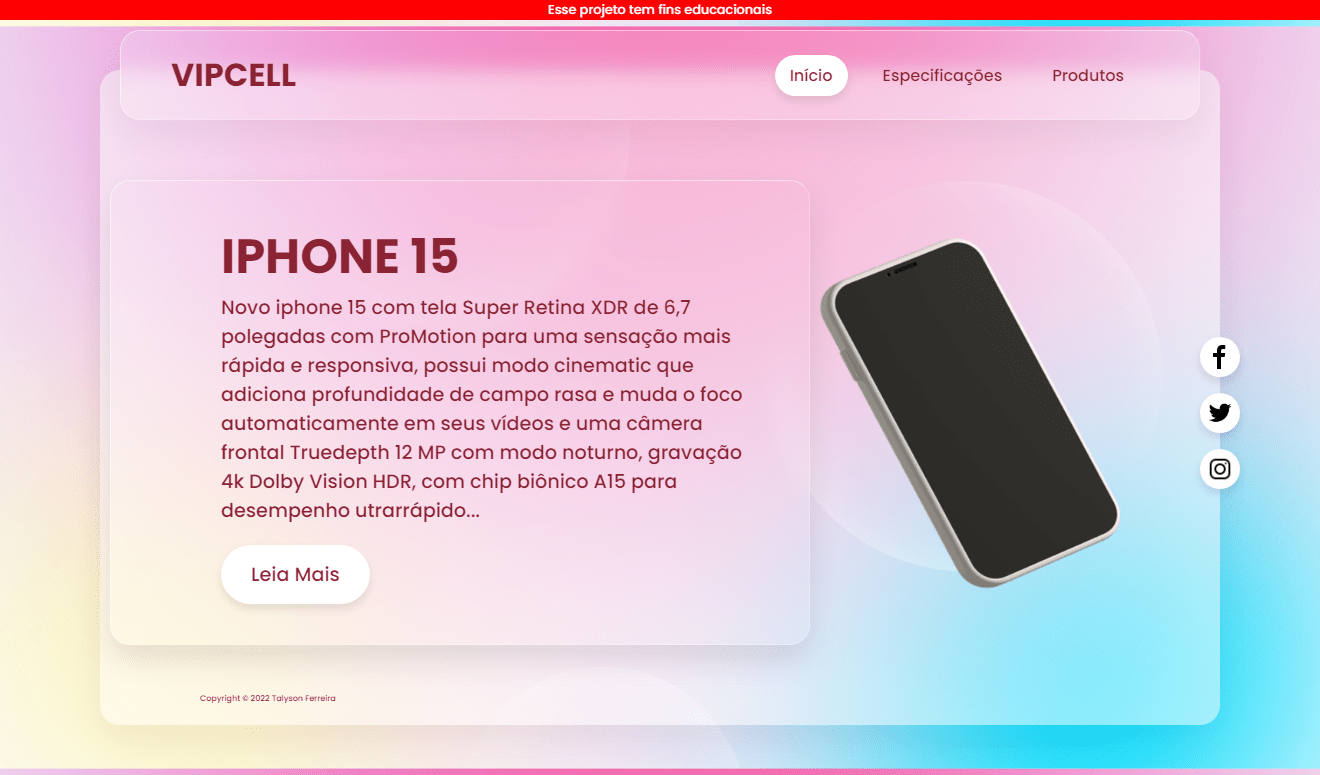 Esse projeto tem fins educacionais
VIPCELL
Início
Especificações
Produtos
IPHONE 15
Novo iphone 15 com tela Super Retina XDR de 6,7
polegadas com ProMotion para uma sensação mais
rápida e responsiva, possui modo cinematic que
adiciona profundidade de campo rasa e muda o foco
automaticamente em seus vídeos e uma câmera
frontal Truedepth 12 MP com modo noturno, gravação
4k Dolby Vision HDR, com chip biônico A15 para
desempenho utrarrápido...
Leia Mais
Copyright © 2022 Talyson Ferreira